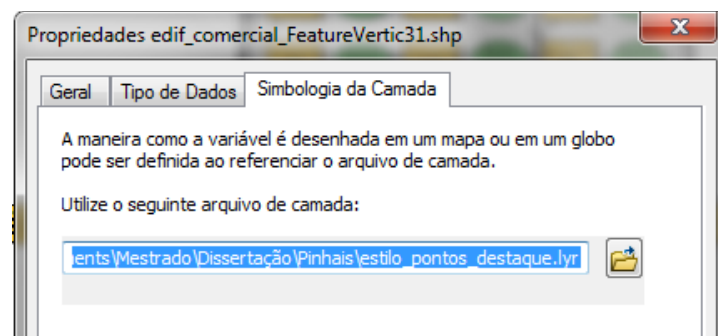 Propriedades edif_comercial_FeatureVertic31.shp
Geral Tipo de Dados Simbologia da Camada
A maneira como a variável é desenhada em um mapa ou em um globo
pode ser definida ao referenciar o arquivo de camada.
Utilize o seguinte arquivo de camada:
ents\Mestrado\Dissertação\Pinhais\estilo_pontos_destaque.lyr